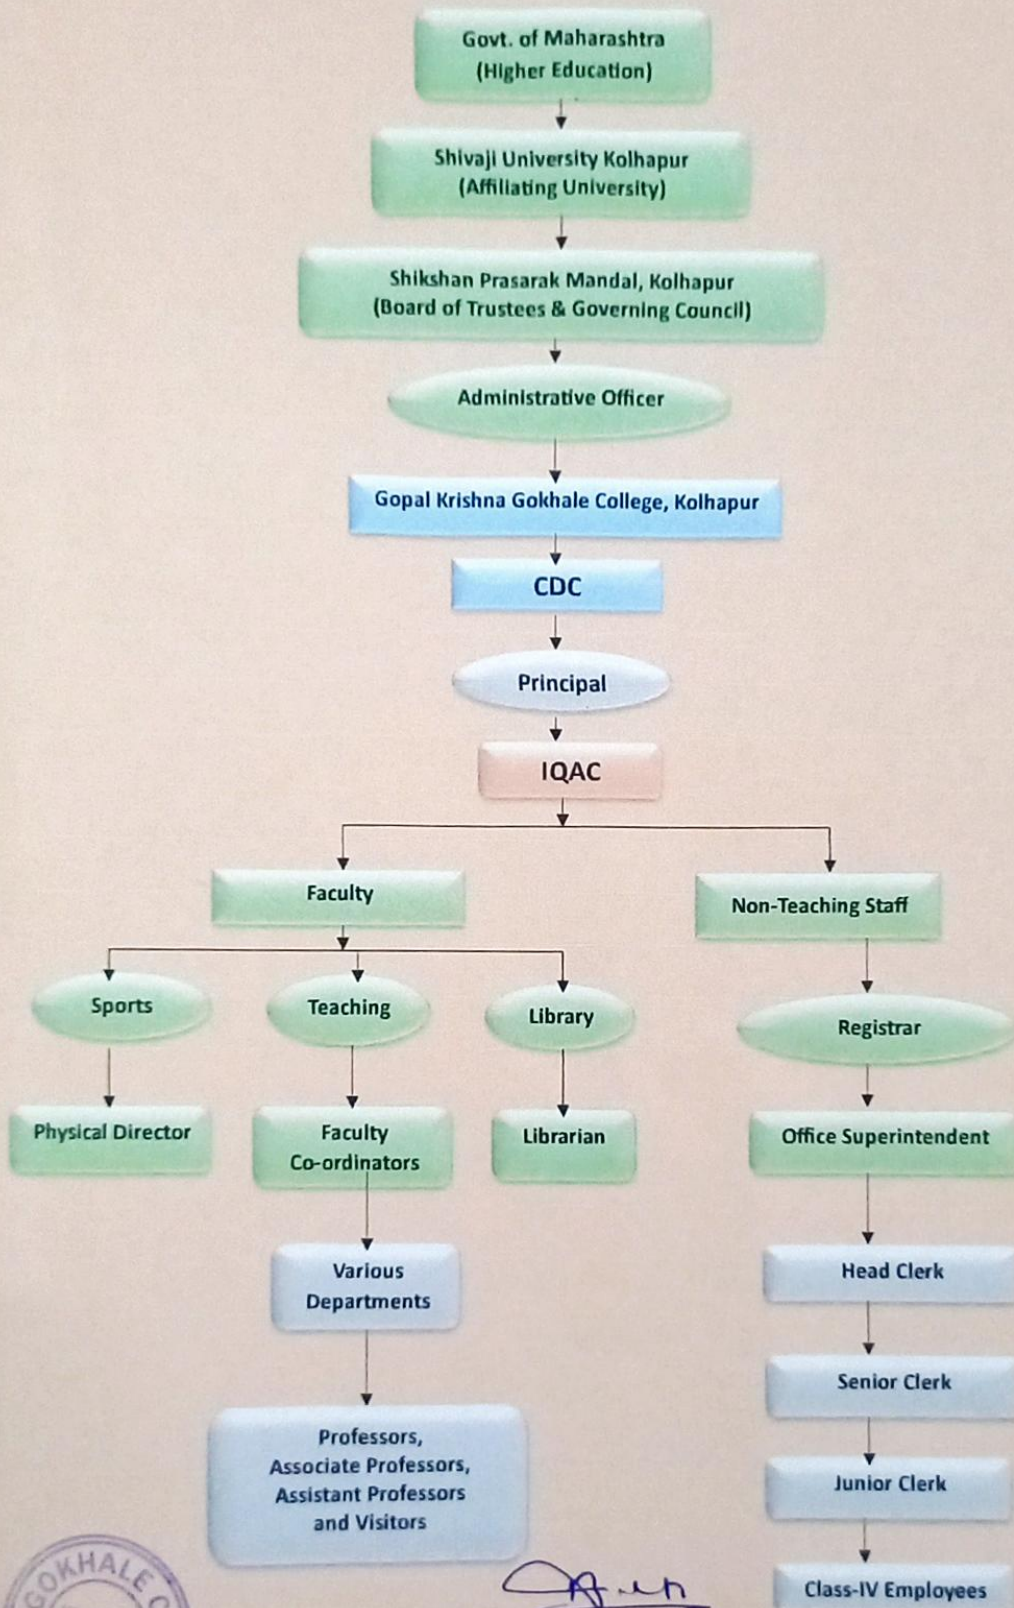 Govt. of Maharashtra
(Higher Education)
Shivaji University Kolhapur
(Affiliating University)
Shikshan Prasarak Mandal, Kolhapur
(Board of Trustees & Governing Council)
Administrative Officer
Gopal Krishna Gokhale College, Kolhapur
CDC
Principal
IQAC
Faculty
Non-Teaching Staff
Sports
Teaching
Library
Registrar
Physical Director
Faculty
Co-ordinators
Librarian
Office Superintendent
Various
Departments
Head Clerk
Senior Clerk
Professors,
Associate Professors,
Assistant Professors
and Visitors
Junior Clerk
Class-IV Employees
GOKHALE